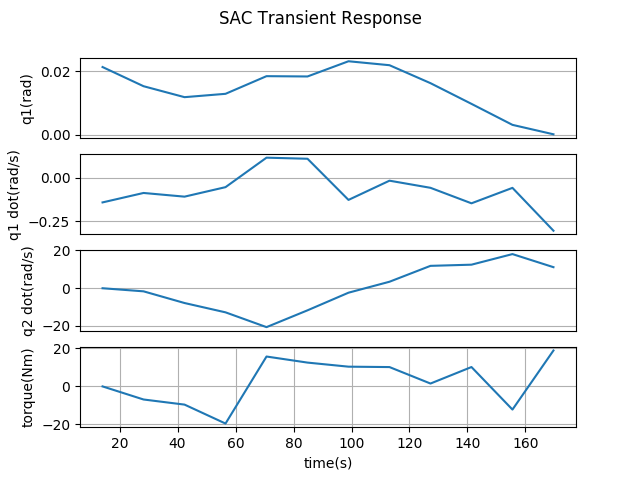 SAC Transient Response
q1(rad)
0.02
0.00
q1 dot(rad/s)
0.00
−0.25
q2 dot(rad/s)
20
0
−20
torque(Nm)
20
0
−20
20 40 60 80 100 120 140 160
time(s)